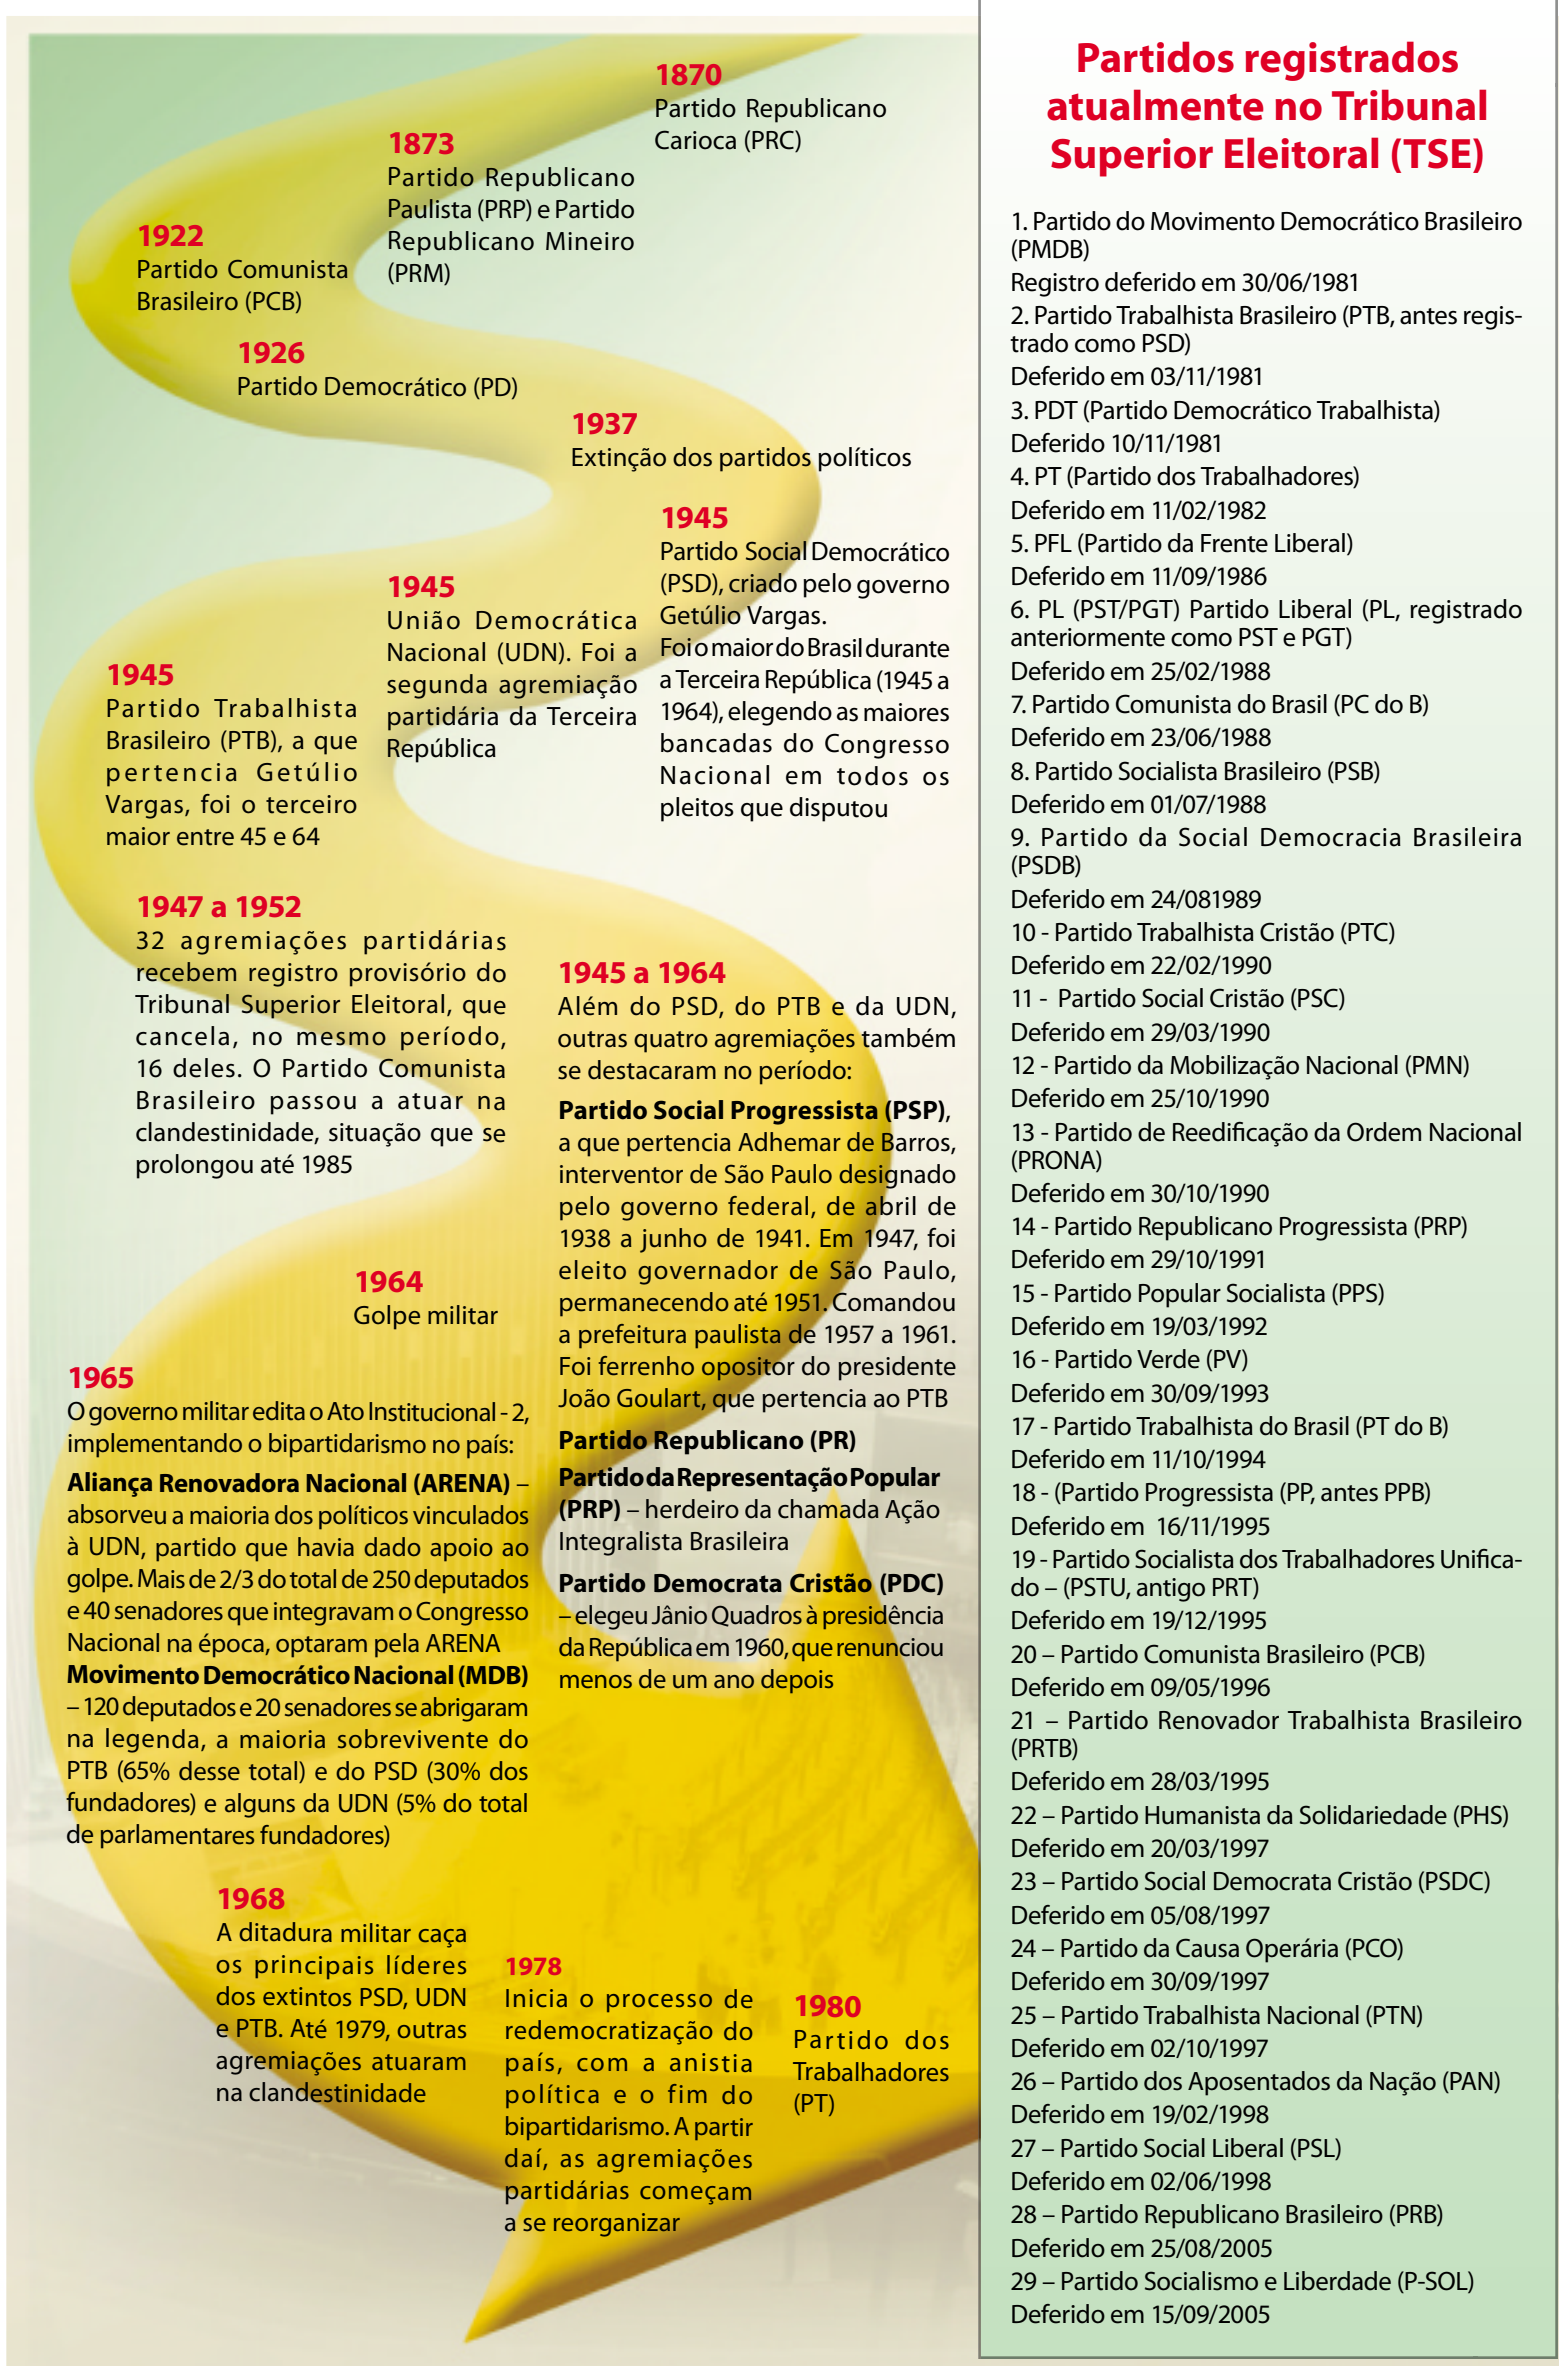 1870
Partido Republicano
Carioca (PRC)
1873
Partido Republicano
Paulista (PRP) e Partido
Republicano Mineiro
(PRM)
1922
Partido Comunista
Brasileiro (PCB)
1926
Partido Democrático (PD)
1937
Extinção dos partidos políticos
1945
Partido Social Democrático
(PSD), criado pelo governo
Getúlio Vargas.
Foi o maior do Brasil durante
a Terceira República (1945 a
1964), elegendo as maiores
bancadas do Congresso
Nacional em todos os
pleitos que disputou
1945
União Democrática
Nacional (UDN). Foi a
segunda agremiação
partidária da Terceira
República
1945
Partido Trabalhista
Brasileiro (PTB), a que
pertencia Getúlio
Vargas, foi o terceiro
maior entre 45 e 64
1947 a 1952
32 agremiações partidárias
recebem registro provisório do
Tribunal Superior Eleitoral, que
cancela, no mesmo período,
16 deles. O Partido Comunista
Brasileiro passou a atuar na
clandestinidade, situação que se
prolongou até 1985
1945 a 1964
Além do PSD, do PTB e da UDN,
outras quatro agremiações também
se destacaram no período:
Partido Social Progressista (PSP),
a que pertencia Adhemar de Barros,
interventor de São Paulo designado
pelo governo federal, de abril de
1938 a junho de 1941. Em 1947, foi
eleito governador de São Paulo,
permanecendo até 1951. Comandou
a prefeitura paulista de 1957 a 1961.
Foi ferrenho opositor do presidente
João Goulart, que pertencia ao PTB
Partido Republicano (PR)
Partido da Representação Popular
(PRP) – herdeiro da chamada Ação
Integralista Brasileira
Partido Democrata Cristão (PDC)
– elegeu Jânio Quadros à presidência
da República em 1960, que renunciou
menos de um ano depois
1964
Golpe militar
1965
O governo militar edita o Ato Institucional - 2,
implementando o bipartidarismo no país:
Aliança Renovadora Nacional (ARENA) –
absorveu a maioria dos políticos vinculados
à UDN, partido que havia dado apoio ao
golpe. Mais de 2/3 do total de 250 deputados
e 40 senadores que integravam o Congresso
Nacional na época, optaram pela ARENA
Movimento Democrático Nacional (MDB)
– 120 deputados e 20 senadores se abrigaram
na legenda, a maioria sobrevivente do
PTB (65% desse total) e do PSD (30% dos
fundadores) e alguns da UDN (5% do total
de parlamentares fundadores)
1968
A ditadura militar caça
os principais líderes
dos extintos PSD, UDN
e PTB. Até 1979, outras
agremiações atuaram
na clandestinidade
1978
Inicia o processo de
redemocratização do
país, com a anistia
política e o fim do
bipartidarismo. A partir
daí, as agremiações
partidárias começam
a se reorganizar
1980
Partido dos
Trabalhadores
(PT)
Partidos registrados
atualmente no Tribunal
Superior Eleitoral (TSE)
1. Partido do Movimento Democrático Brasileiro
(PMDB)
Registro deferido em 30/06/1981
2. Partido Trabalhista Brasileiro (PTB, antes regis-
trado como PSD)
Deferido em 03/11/1981
3. PDT (Partido Democrático Trabalhista)
Deferido 10/11/1981
4. PT (Partido dos Trabalhadores)
Deferido em 11/02/1982
5. PFL (Partido da Frente Liberal)
Deferido em 11/09/1986
6. PL (PST/PGT) Partido Liberal (PL, registrado
anteriormente como PST e PGT)
Deferido em 25/02/1988
7. Partido Comunista do Brasil (PC do B)
Deferido em 23/06/1988
8. Partido Socialista Brasileiro (PSB)
Deferido em 01/07/1988
9. Partido da Social Democracia Brasileira
(PSDB)
Deferido em 24/081989
10 - Partido Trabalhista Cristão (PTC)
Deferido em 22/02/1990
11 - Partido Social Cristão (PSC)
Deferido em 29/03/1990
12 - Partido da Mobilização Nacional (PMN)
Deferido em 25/10/1990
13 - Partido de Reedificação da Ordem Nacional
(PRONA)
Deferido em 30/10/1990
14 - Partido Republicano Progressista (PRP)
Deferido em 29/10/1991
15 - Partido Popular Socialista (PPS)
Deferido em 19/03/1992
16 - Partido Verde (PV)
Deferido em 30/09/1993
17 - Partido Trabalhista do Brasil (PT do B)
Deferido em 11/10/1994
18 - (Partido Progressista (PP, antes PPB)
Deferido em 16/11/1995
19 - Partido Socialista dos Trabalhadores Unifica-
do – (PSTU, antigo PRT)
Deferido em 19/12/1995
20 – Partido Comunista Brasileiro (PCB)
Deferido em 09/05/1996
21 – Partido Renovador Trabalhista Brasileiro
(PRTB)
Deferido em 28/03/1995
22 – Partido Humanista da Solidariedade (PHS)
Deferido em 20/03/1997
23 – Partido Social Democrata Cristão (PSDC)
Deferido em 05/08/1997
24 – Partido da Causa Operária (PCO)
Deferido em 30/09/1997
25 – Partido Trabalhista Nacional (PTN)
Deferido em 02/10/1997
26 – Partido dos Aposentados da Nação (PAN)
Deferido em 19/02/1998
27 – Partido Social Liberal (PSL)
Deferido em 02/06/1998
28 – Partido Republicano Brasileiro (PRB)
Deferido em 25/08/2005
29 – Partido Socialismo e Liberdade (P-SOL)
Deferido em 15/09/2005